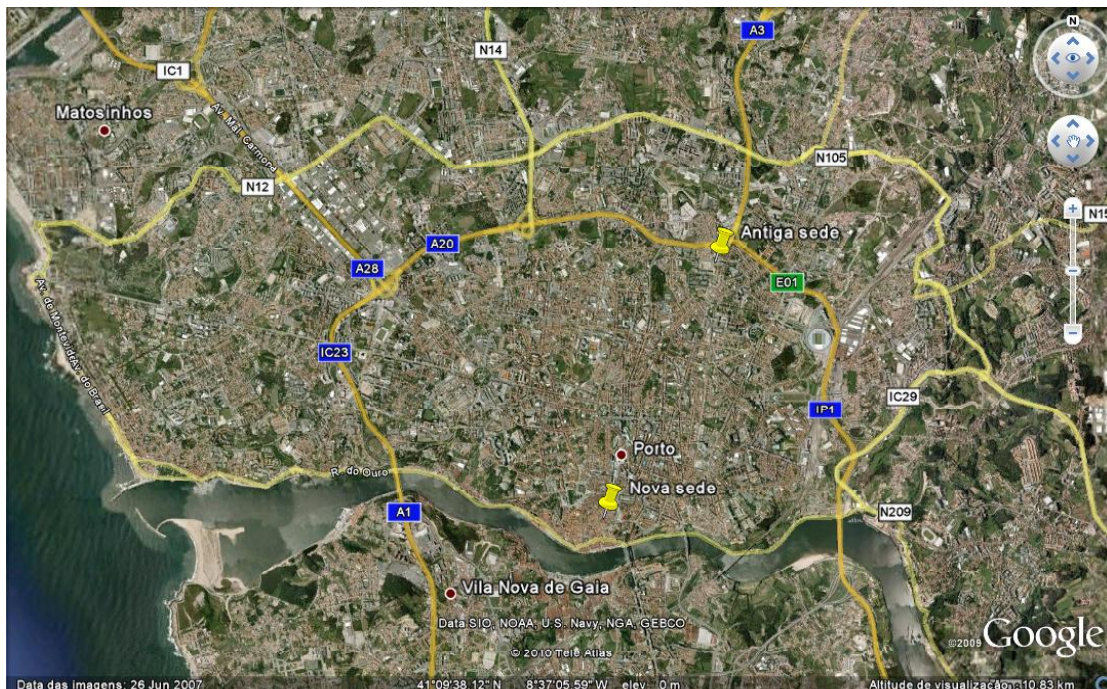 A3
N
N14
IC1
Matosinhos
Av. Mal. Carmona
N105
N12
N15
Antiga sede
A20
A28
E01
Av. de Montevideu
Av. do Brasil
IC23
IC29
IP1
Porto
R. do Ouro
Nova sede
A1
N209
Vila Nova de Gaia
Data SIO, NOAA, U.S. Navy, NGA, GEBCO
©2009 Google
© 2010 Tele Atlas
Data das imagens: 26 Jun 2007
41°09'38.12" N 8°37'05.59" W elev 0 m
Altitude de visualização 10.83 km